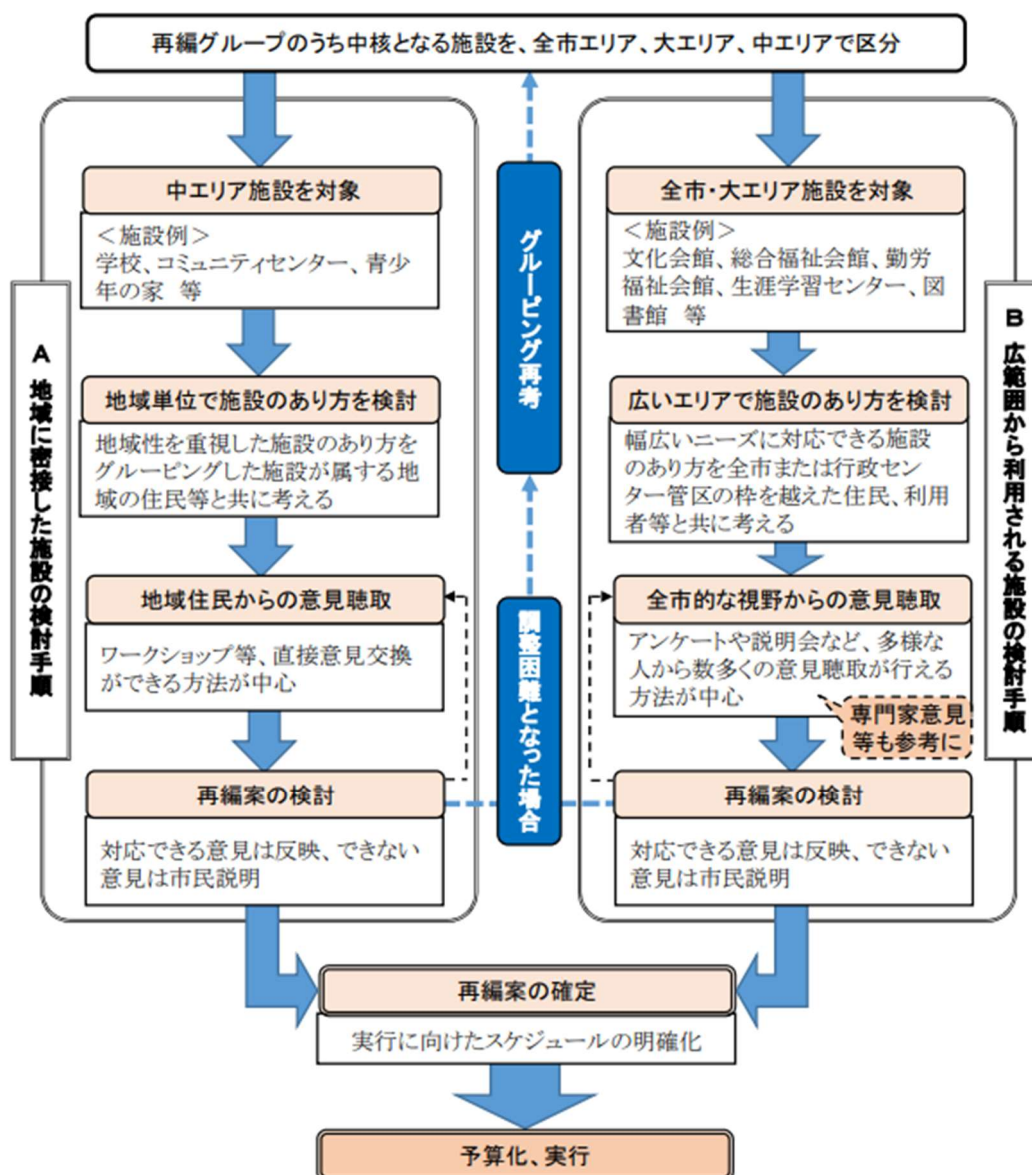 再編グループのうち中核となる施設を、全市エリア、大エリア、中エリアで区分
A 地域に密接した施設の検討手順
中エリア施設を対象
＜施設例＞
学校、コミュニティセンター、青少
年の家 等
地域単位で施設のあり方を検討
地域性を重視した施設のあり方を
グルーピングした施設が属する地
域の住民等と共に考える
地域住民からの意見聴取
ワークショップ等、直接意見交換
ができる方法が中心
再編案の検討
対応できる意見は反映、できない
意見は市民説明
グルーピング再考
調整困難となった場合
B 広範囲から利用される施設の検討手順
全市・大エリア施設を対象
＜施設例＞
文化会館、総合福祉会館、勤労
福祉会館、生涯学習センター、図
書館 等
広いエリアで施設のあり方を検討
幅広いニーズに対応できる施設
のあり方を全市または行政セン
ター管区の枠を越えた住民、利用
者等と共に考える
全市的な視野からの意見聴取
アンケートや説明会など、多様な
人から数多くの意見聴取が行える
方法が中心
専門家意見
等も参考に
再編案の検討
対応できる意見は反映、できない
意見は市民説明
再編案の確定
実行に向けたスケジュールの明確化
予算化、実行